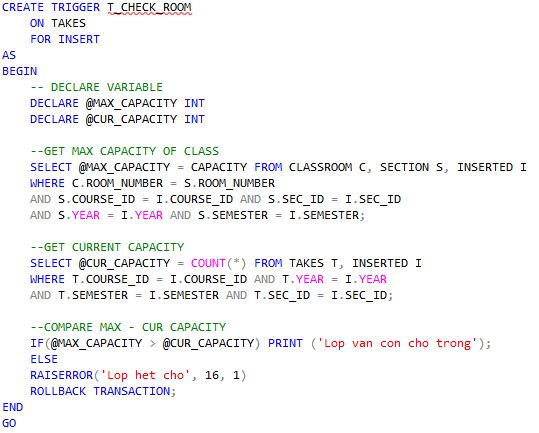 CREATE TRIGGER T_CHECK_ROOM
    ON TAKES
    FOR INSERT
AS
BEGIN
    -- DECLARE VARIABLE
    DECLARE @MAX_CAPACITY INT
    DECLARE @CUR_CAPACITY INT

    --GET MAX CAPACITY OF CLASS
    SELECT @MAX_CAPACITY = CAPACITY FROM CLASSROOM C, SECTION S, INSERTED I
    WHERE C.ROOM_NUMBER = S.ROOM_NUMBER
    AND S.COURSE_ID = I.COURSE_ID AND S.SEC_ID = I.SEC_ID
    AND S.YEAR = I.YEAR AND S.SEMESTER = I.SEMESTER;

    --GET CURRENT CAPACITY
    SELECT @CUR_CAPACITY = COUNT(*) FROM TAKES T, INSERTED I
    WHERE T.COURSE_ID = I.COURSE_ID AND T.YEAR = I.YEAR
    AND T.SEMESTER = I.SEMESTER AND T.SEC_ID = I.SEC_ID;

    --COMPARE MAX - CUR CAPACITY
    IF(@MAX_CAPACITY > @CUR_CAPACITY) PRINT ('Lop van con cho trong');
    ELSE
    RAISERROR('Lop het cho', 16, 1)
    ROLLBACK TRANSACTION;
END
GO